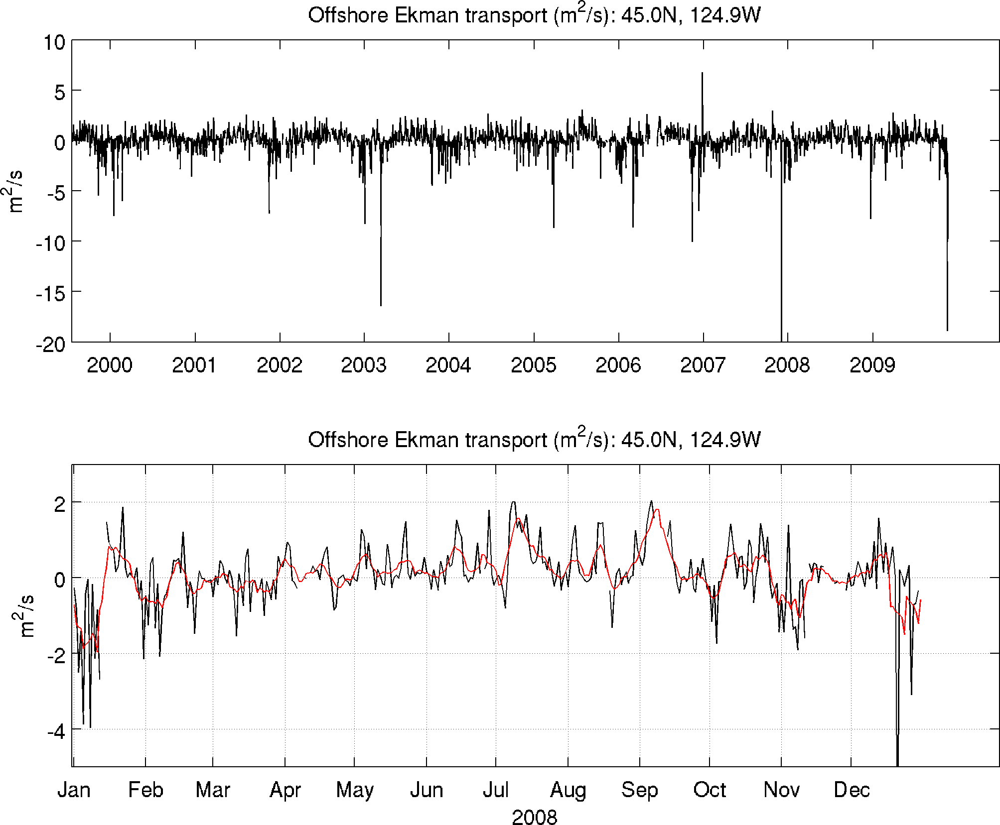 Offshore Ekman transport (m²/s): 45.0N, 124.9W
10
5
0
-5
-10
-15
-20
m²/s
2000 2001 2002 2003 2004 2005 2006 2007 2008 2009
Offshore Ekman transport (m²/s): 45.0N, 124.9W
2
0
-2
-4
m²/s
Jan Feb Mar Apr May Jun Jul Aug Sep Oct Nov Dec
2008